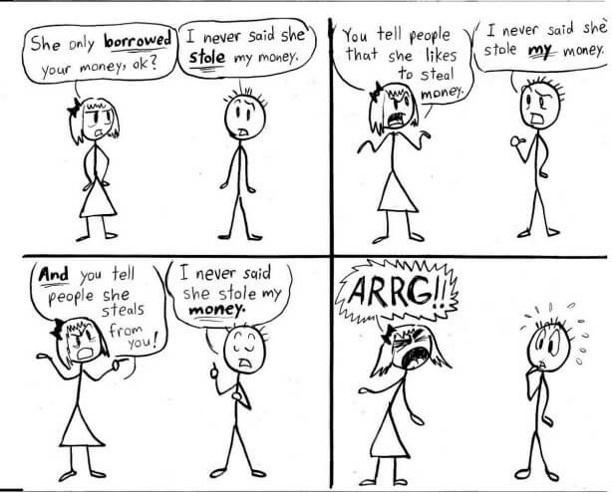 She only borrowed
your money, ok?
I never said she
stole my money.
You tell people
that she likes
to steal
money.
I never said she
stole my money.
And you tell
people she
steals
from
you!
I never said
she stole my
money.
ARRG!!